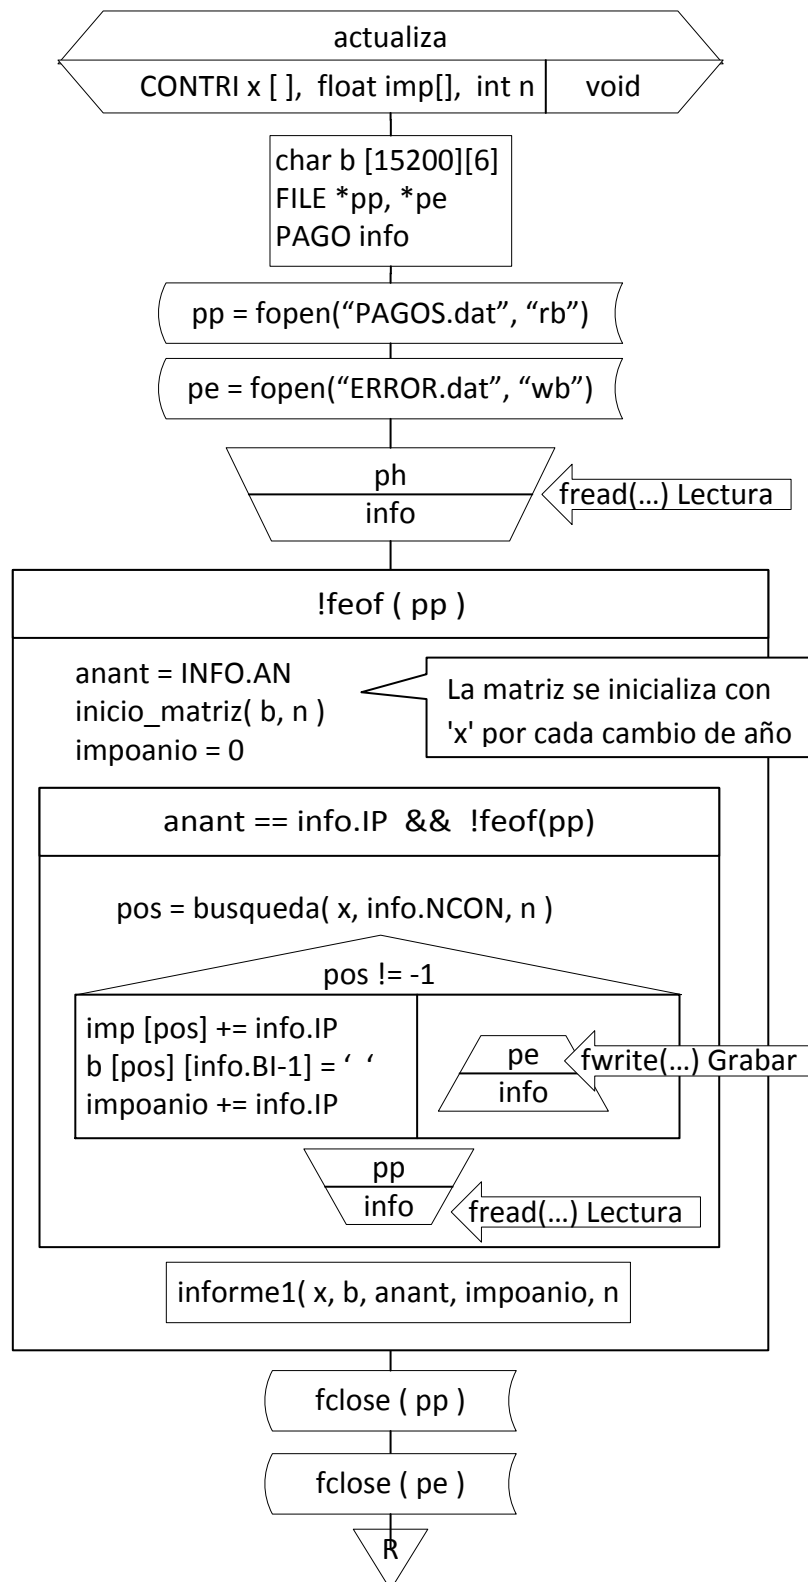 actualiza
CONTRI x [ ], float imp[], int n
void
char b [15200][6]
FILE *pp, *pe
PAGO info
pp = fopen(“PAGOS.dat”, “rb”)
pe = fopen(“ERROR.dat”, “wb”)
ph
info
fread(...) Lectura
!feof ( pp )
anant = INFO.AN
inicio_matriz( b, n )
impoanio = 0
La matriz se inicializa con
'x' por cada cambio de año
anant == info.IP && !feof(pp)
pos = busqueda( x, info.NCON, n )
pos != -1
imp [pos] += info.IP
b [pos] [info.BI-1] = ‘ ‘
impoanio += info.IP
pe
info
fwrite(...) Grabar
pp
info
fread(...) Lectura
informe1( x, b, anant, impoanio, n
fclose ( pp )
fclose ( pe )
R